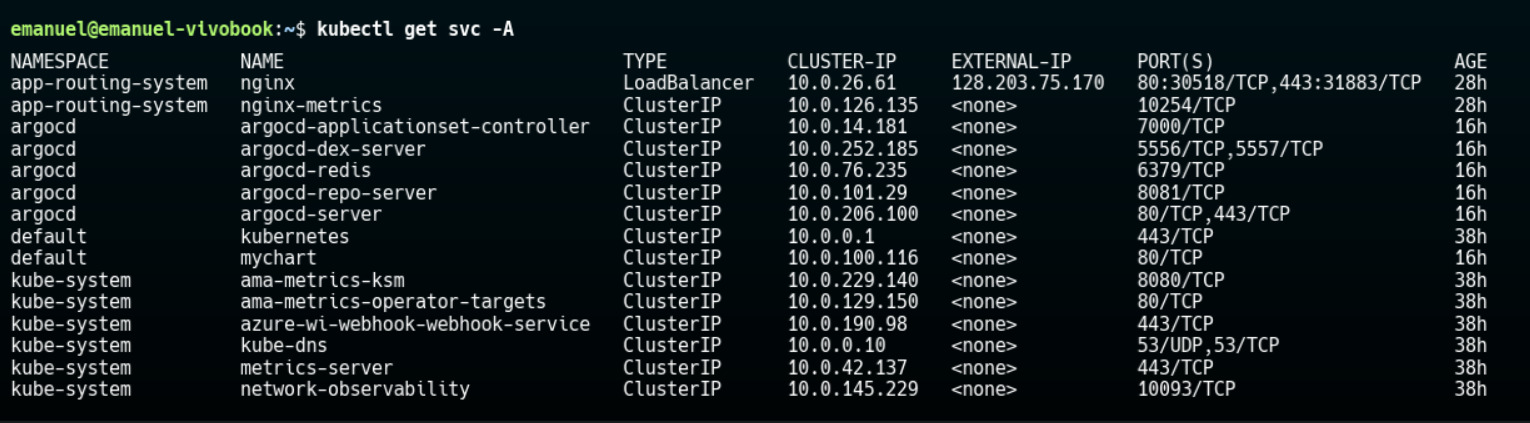 emanuel@emanuel-vivobook:~$ kubectl get svc -A
NAMESPACE NAME TYPE CLUSTER-IP EXTERNAL-IP PORT(S) AGE
app-routing-system nginx LoadBalancer 10.0.26.61 128.203.75.170 80:30518/TCP,443:31883/TCP 28h
app-routing-system nginx-metrics ClusterIP 10.0.126.135 <none> 10254/TCP 28h
argocd argocd-applicationset-controller ClusterIP 10.0.14.181 <none> 7000/TCP 16h
argocd argocd-dex-server ClusterIP 10.0.252.185 <none> 5556/TCP,5557/TCP 16h
argocd argocd-redis ClusterIP 10.0.76.235 <none> 6379/TCP 16h
argocd argocd-repo-server ClusterIP 10.0.101.29 <none> 8081/TCP 16h
argocd argocd-server ClusterIP 10.0.206.100 <none> 80/TCP,443/TCP 16h
default kubernetes ClusterIP 10.0.0.1 <none> 443/TCP 38h
default mychart ClusterIP 10.0.100.116 <none> 80/TCP 16h
kube-system ama-metrics-ksm ClusterIP 10.0.229.140 <none> 8080/TCP 38h
kube-system ama-metrics-operator-targets ClusterIP 10.0.129.150 <none> 80/TCP 38h
kube-system azure-wi-webhook-webhook-service ClusterIP 10.0.190.98 <none> 443/TCP 38h
kube-system kube-dns ClusterIP 10.0.0.10 <none> 53/UDP,53/TCP 38h
kube-system metrics-server ClusterIP 10.0.42.137 <none> 443/TCP 38h
kube-system network-observability ClusterIP 10.0.145.229 <none> 10093/TCP 38h